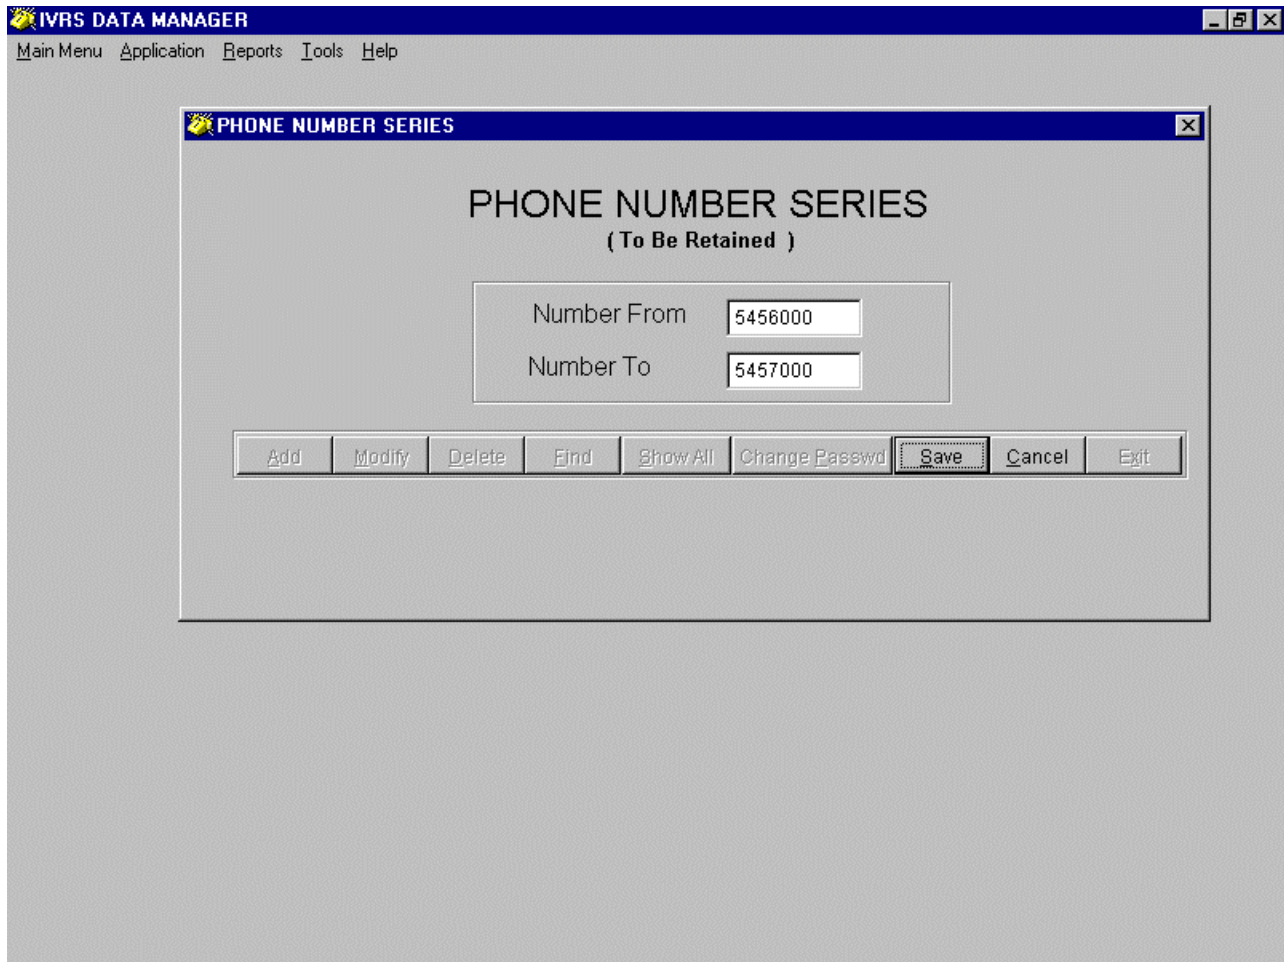 IVRS DATA MANAGER
Main Menu Application Reports Tools Help
PHONE NUMBER SERIES
PHONE NUMBER SERIES
( To Be Retained )
Number From 5456000
Number To 5457000
Add Modify Delete Find Show All Change Passwd Save Cancel Exit